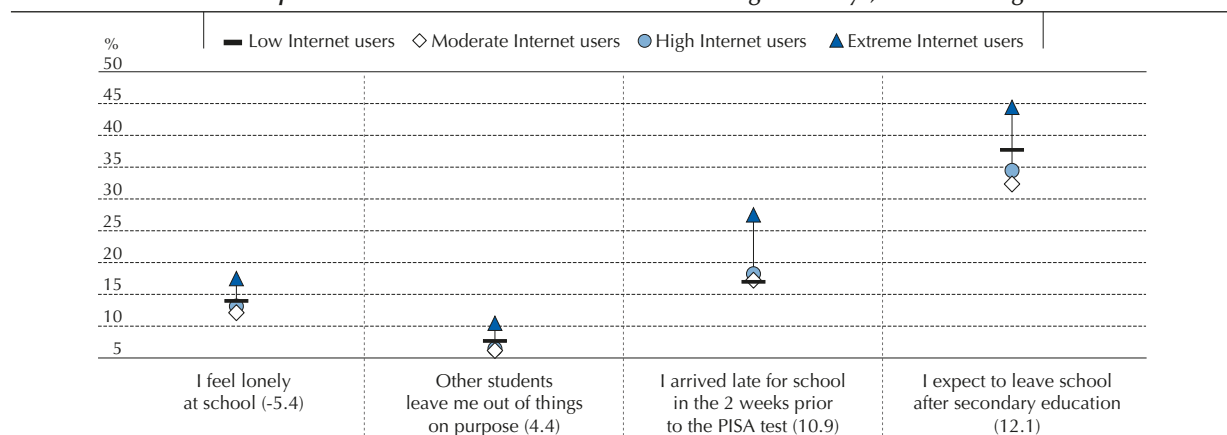 Low Internet users Moderate Internet users High Internet users Extreme Internet users
%
50
45
40
35
30
25
20
15
10
5
I feel lonely
at school (-5.4)
Other students
leave me out of things
on purpose (4.4)
I arrived late for school
in the 2 weeks prior
to the PISA test (10.9)
I expect to leave school
after secondary education
(12.1)